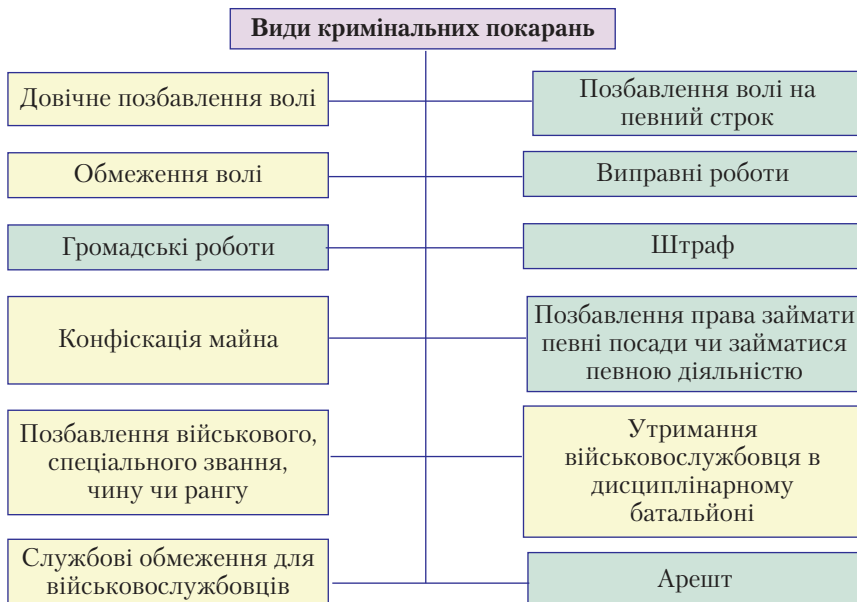 Види кримінальних покарань
Довічне позбавлення волі
Позбавлення волі на
певний строк
Обмеження волі
Виправні роботи
Громадські роботи
Штраф
Конфіскація майна
Позбавлення права займати
певні посади чи займатися
певною діяльністю
Позбавлення військового,
спеціального звання,
чину чи рангу
Утримання
військовослужбовця в
дисциплінарному
батальйоні
Службові обмеження для
військовослужбовців
Арешт